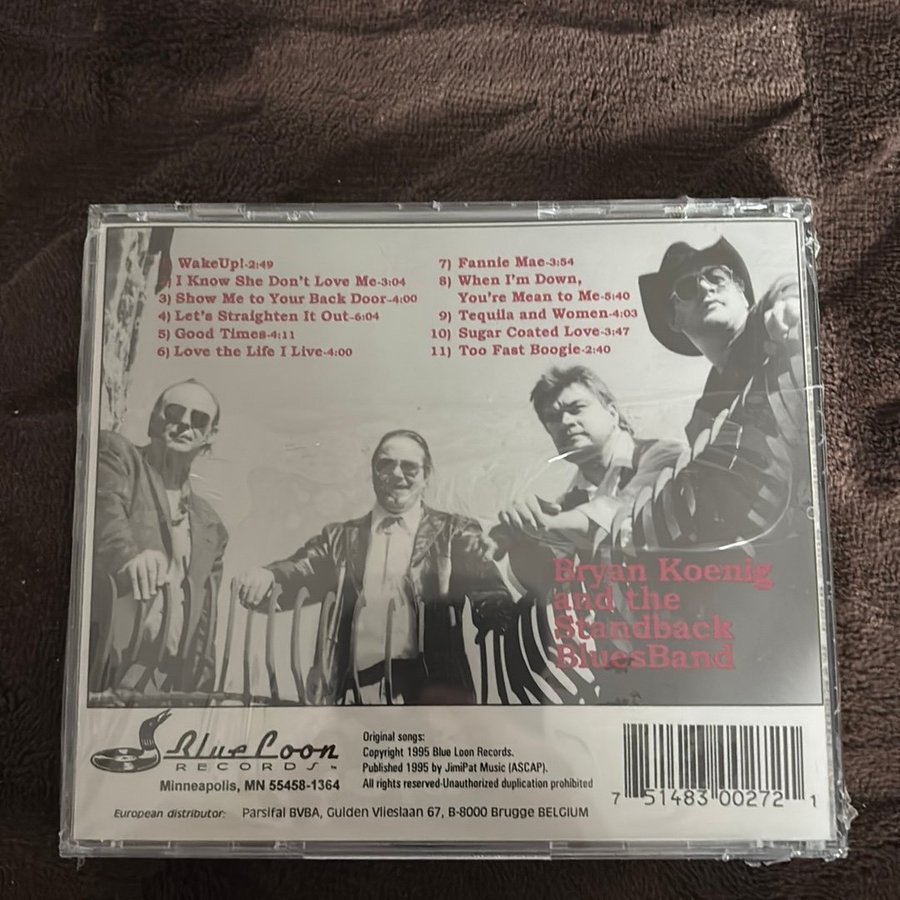 WakeUp!-2:49
I Know She Don't Love Me-3:04
3) Show Me to Your Back Door-4:00
4) Let's Straighten It Out-6:04
5) Good Times-4:11
6) Love the Life I Live-4:00
7) Fannie Mae-3:54
8) When I'm Down,
You're Mean to Me-5:40
9) Tequila and Women-4:03
10) Sugar Coated Love-3:47
11) Too Fast Boogie-2:40
Bryan Koenig
and the
Standback
BluesBand
Blue Loon
RECORDS™
Minneapolis, MN 55458-1364
Original songs:
Copyright 1995 Blue Loon Records.
Published 1995 by JimiPat Music (ASCAP).
All rights reserved-Unauthorized duplication prohibited
7 51483 00272 1
European distributor: Parsifal BVBA, Gulden Vlieslaan 67, B-8000 Brugge BELGIUM